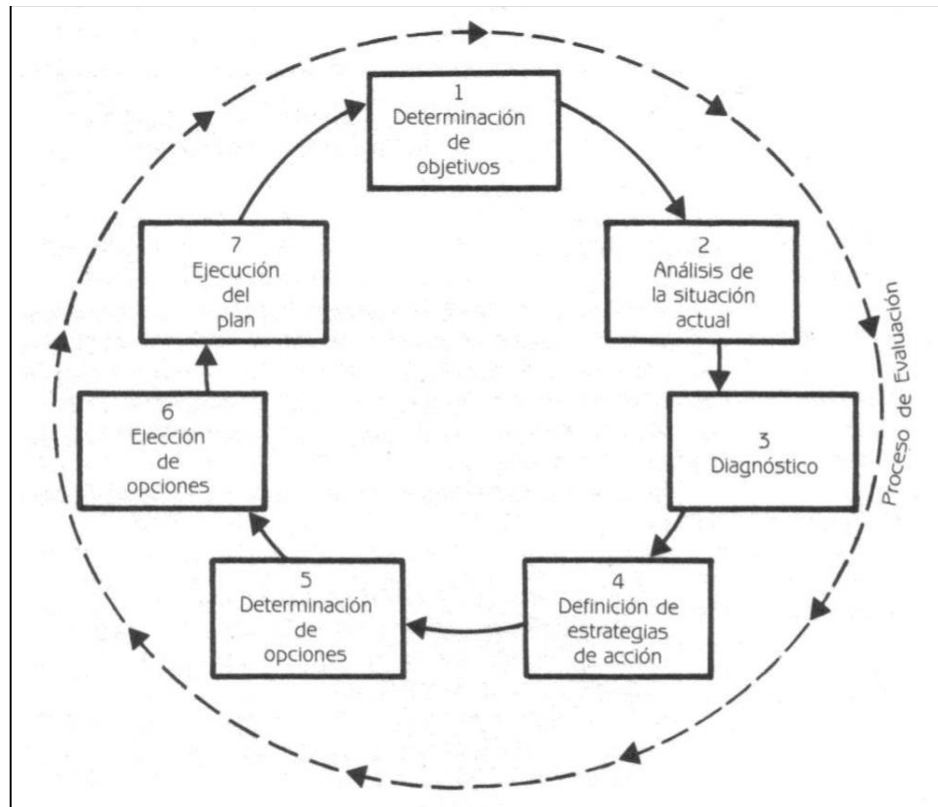 1
Determinación
de
objetivos
2
Análisis de
la situación
actual
3
Diagnóstico
4
Definición de
estrategias
de acción
5
Determinación
de
opciones
6
Elección
de
opciones
7
Ejecución
del
plan
Proceso de Evaluación